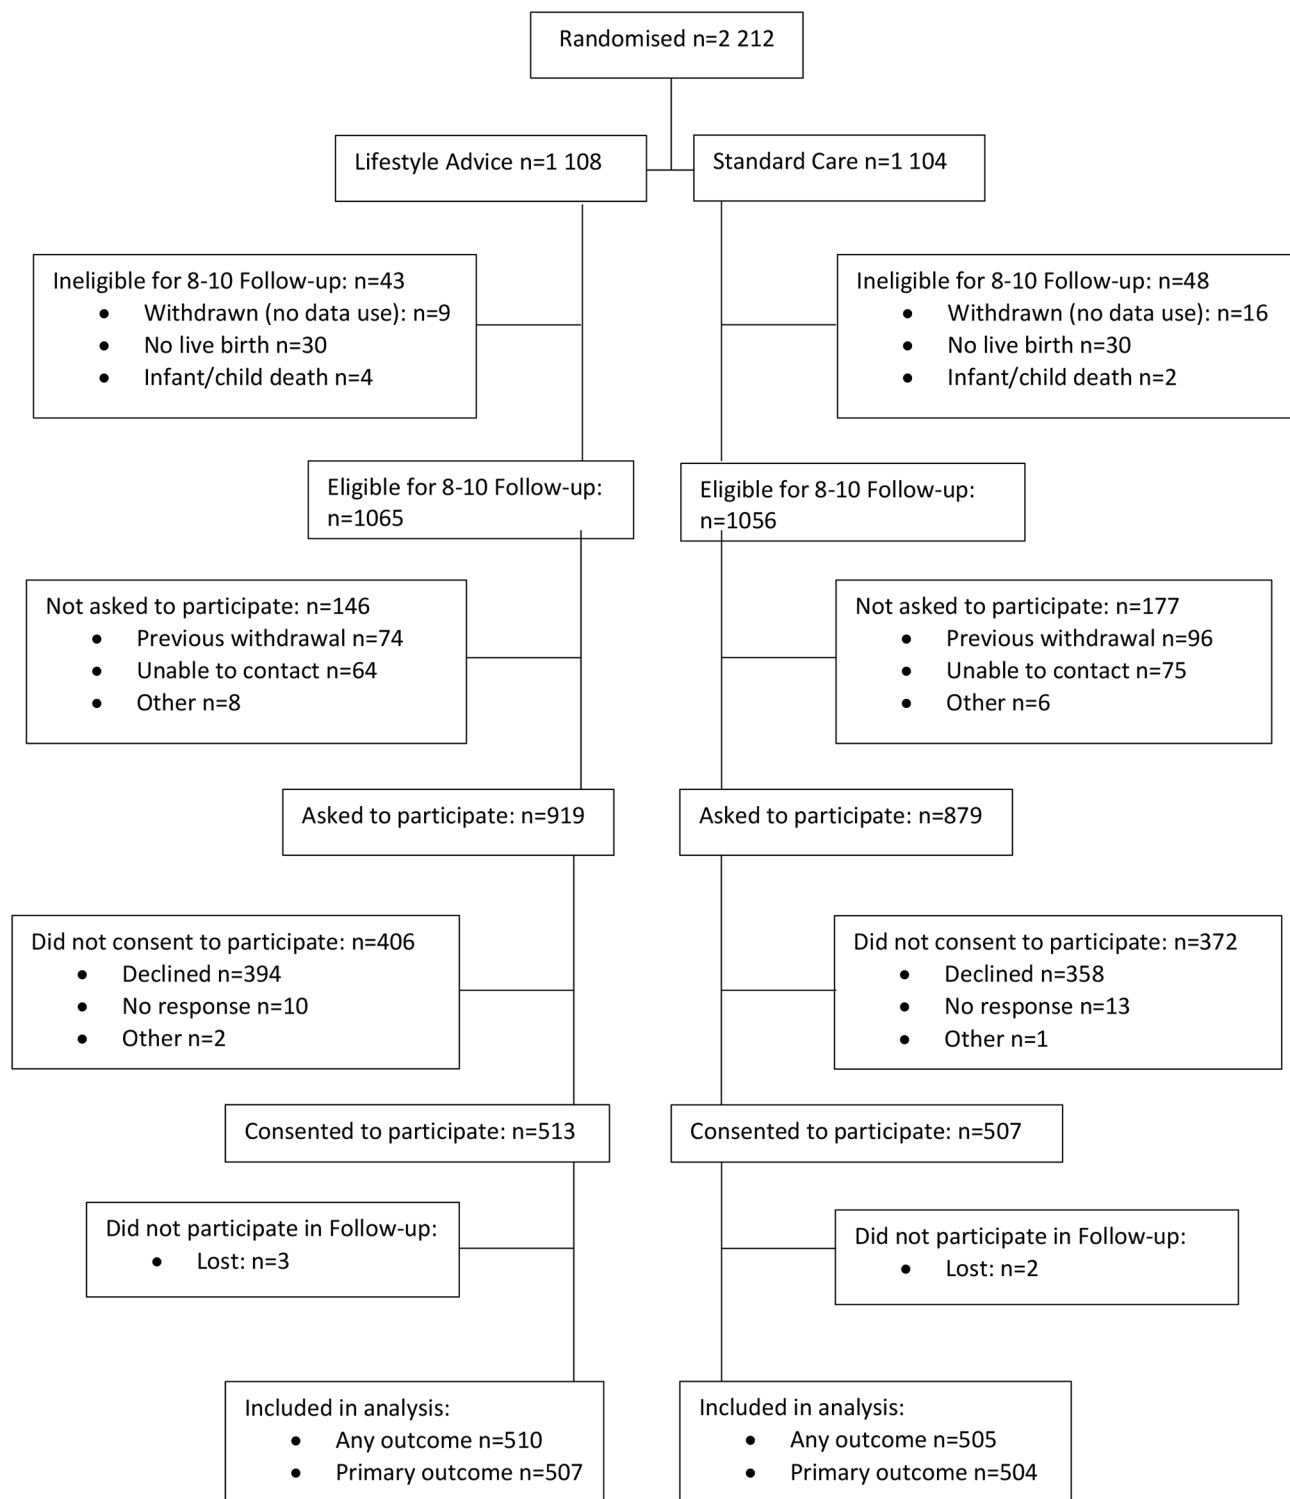 Randomised n=2 212
Lifestyle Advice n=1 108
Standard Care n=1 104
Ineligible for 8-10 Follow-up: n=43
• Withdrawn (no data use): n=9
• No live birth n=30
• Infant/child death n=4
Ineligible for 8-10 Follow-up: n=48
• Withdrawn (no data use): n=16
• No live birth n=30
• Infant/child death n=2
Eligible for 8-10 Follow-up:
n=1065
Eligible for 8-10 Follow-up:
n=1056
Not asked to participate: n=146
• Previous withdrawal n=74
• Unable to contact n=64
• Other n=8
Not asked to participate: n=177
• Previous withdrawal n=96
• Unable to contact n=75
• Other n=6
Asked to participate: n=919
Asked to participate: n=879
Did not consent to participate: n=406
• Declined n=394
• No response n=10
• Other n=2
Did not consent to participate: n=372
• Declined n=358
• No response n=13
• Other n=1
Consented to participate: n=513
Consented to participate: n=507
Did not participate in Follow-up:
• Lost: n=3
Did not participate in Follow-up:
• Lost: n=2
Included in analysis:
• Any outcome n=510
• Primary outcome n=507
Included in analysis:
• Any outcome n=505
• Primary outcome n=504